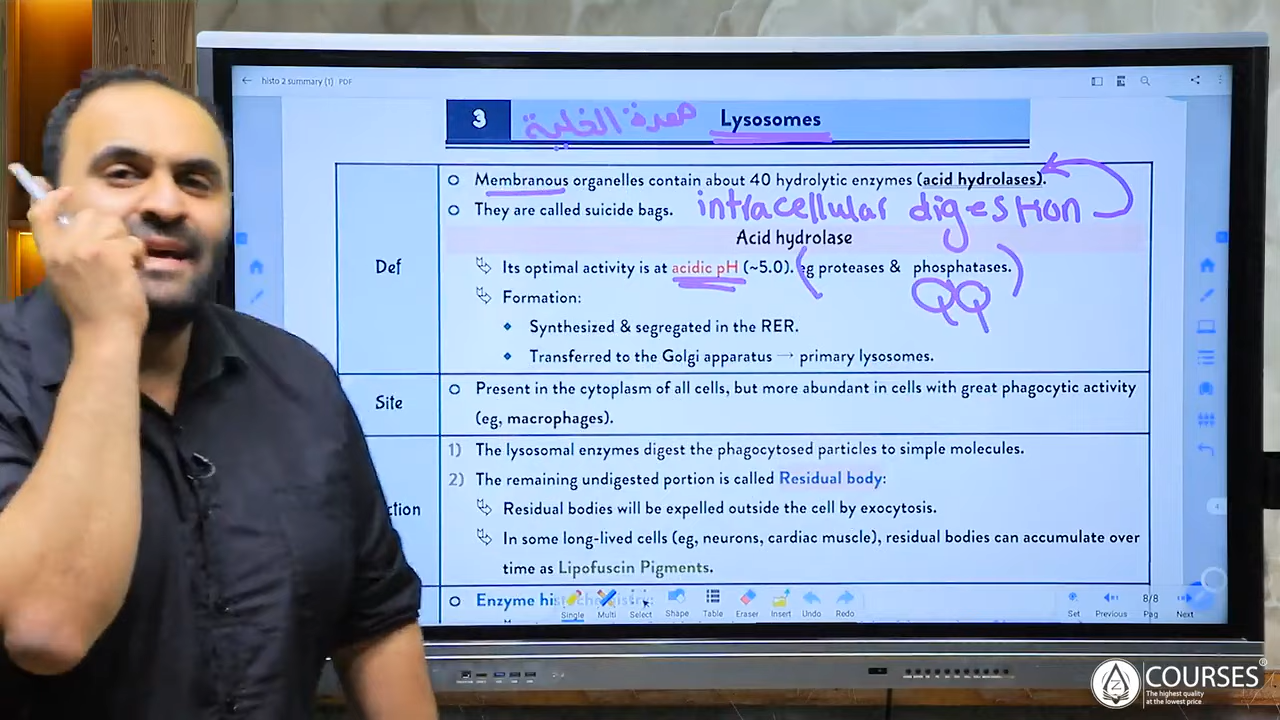 histo 2 summary (1) PDF
3 معدة الخلية Lysosomes
Def
Membranous organelles contain about 40 hydrolytic enzymes (acid hydrolases).
They are called suicide bags. intracellular digestion
Acid hydrolase
Its optimal activity is at acidic pH (~5.0). (eg proteases & phosphatases.)
QQ
Formation:
Synthesized & segregated in the RER.
Transferred to the Golgi apparatus → primary lysosomes.
Site
Present in the cytoplasm of all cells, but more abundant in cells with great phagocytic activity
(eg, macrophages).
1) The lysosomal enzymes digest the phagocytosed particles to simple molecules.
2) The remaining undigested portion is called Residual body:
ction
Residual bodies will be expelled outside the cell by exocytosis.
In some long-lived cells (eg, neurons, cardiac muscle), residual bodies can accumulate over
time as Lipofuscin Pigments.
Enzyme histochemistry:
Single Multi Select Shape Table Eraser Insert Undo Redo
Set Previous 8/8 Pag Next
4
A2Z COURSES®
The highest quality
at the lowest price